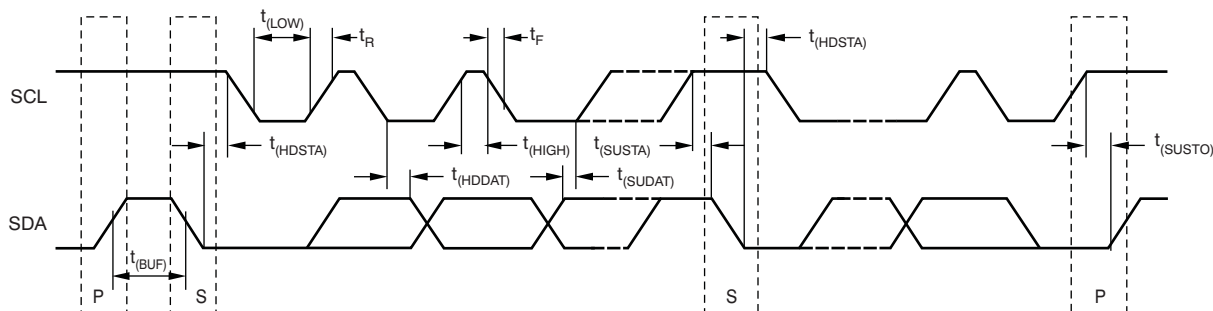 t(LOW)
tR
tF
t(HDSTA)
SCL
t(HDSTA)
t(HIGH)
t(SUSTA)
t(SUSTO)
t(HDDAT)
t(SUDAT)
SDA
t(BUF)
P
S
S
P